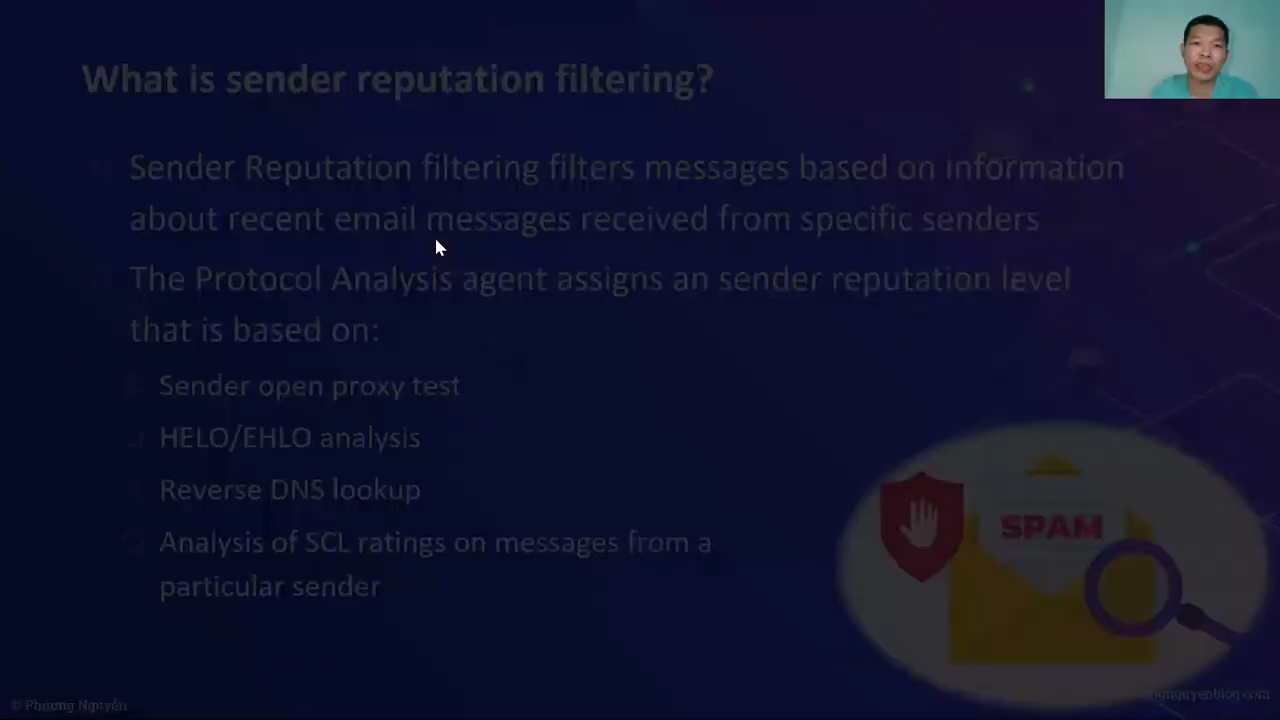 What is sender reputation filtering?
Sender Reputation filtering filters messages based on information
about recent email messages received from specific senders
The Protocol Analysis agent assigns an sender reputation level
that is based on:
Sender open proxy test
HELO/EHLO analysis
Reverse DNS lookup
Analysis of SCL ratings on messages from a
particular sender
SPAM
© Phương Nguyễn